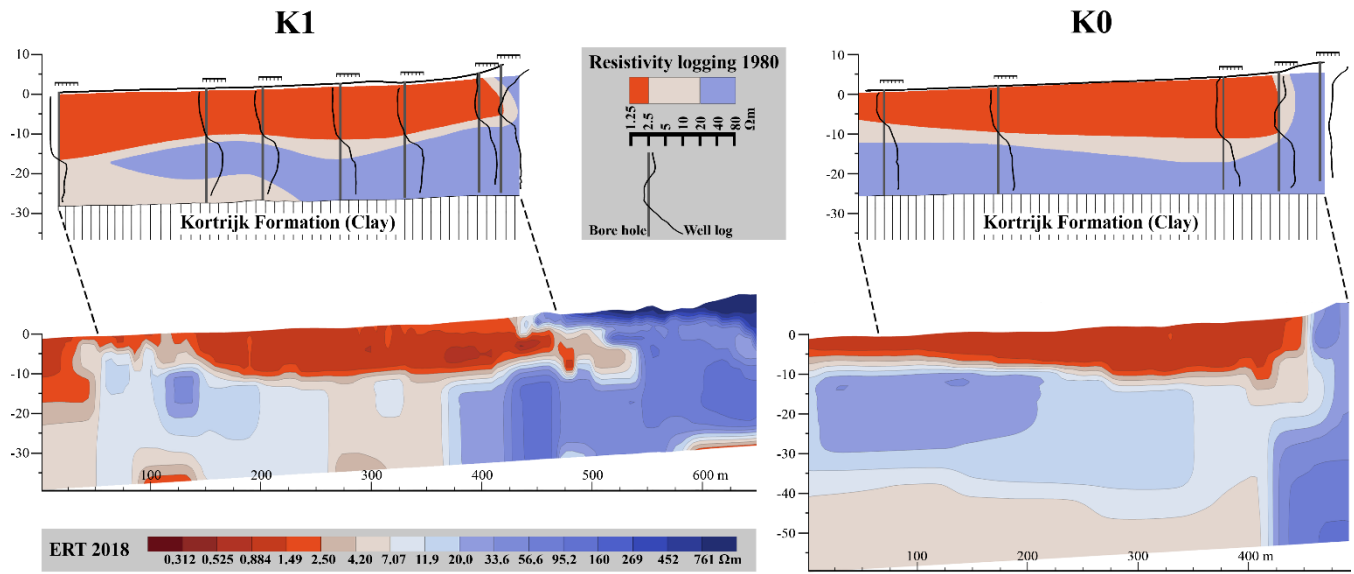 K1
K0
10
0
-10
-20
-30
Kortrijk Formation (Clay)
Resistivity logging 1980
1.25 2.5 5 10 20 40 80 Ωm
Bore hole
Well log
10
0
-10
-20
-30
Kortrijk Formation (Clay)
0
-10
-20
-30
100 200 300 400 500 600 m
0
-10
-20
-30
-40
-50
100 200 300 400 m
ERT 2018
0.312 0.525 0.884 1.49 2.50 4.20 7.07 11.9 20.0 33.6 56.6 95.2 160 269 452 761 Ωm